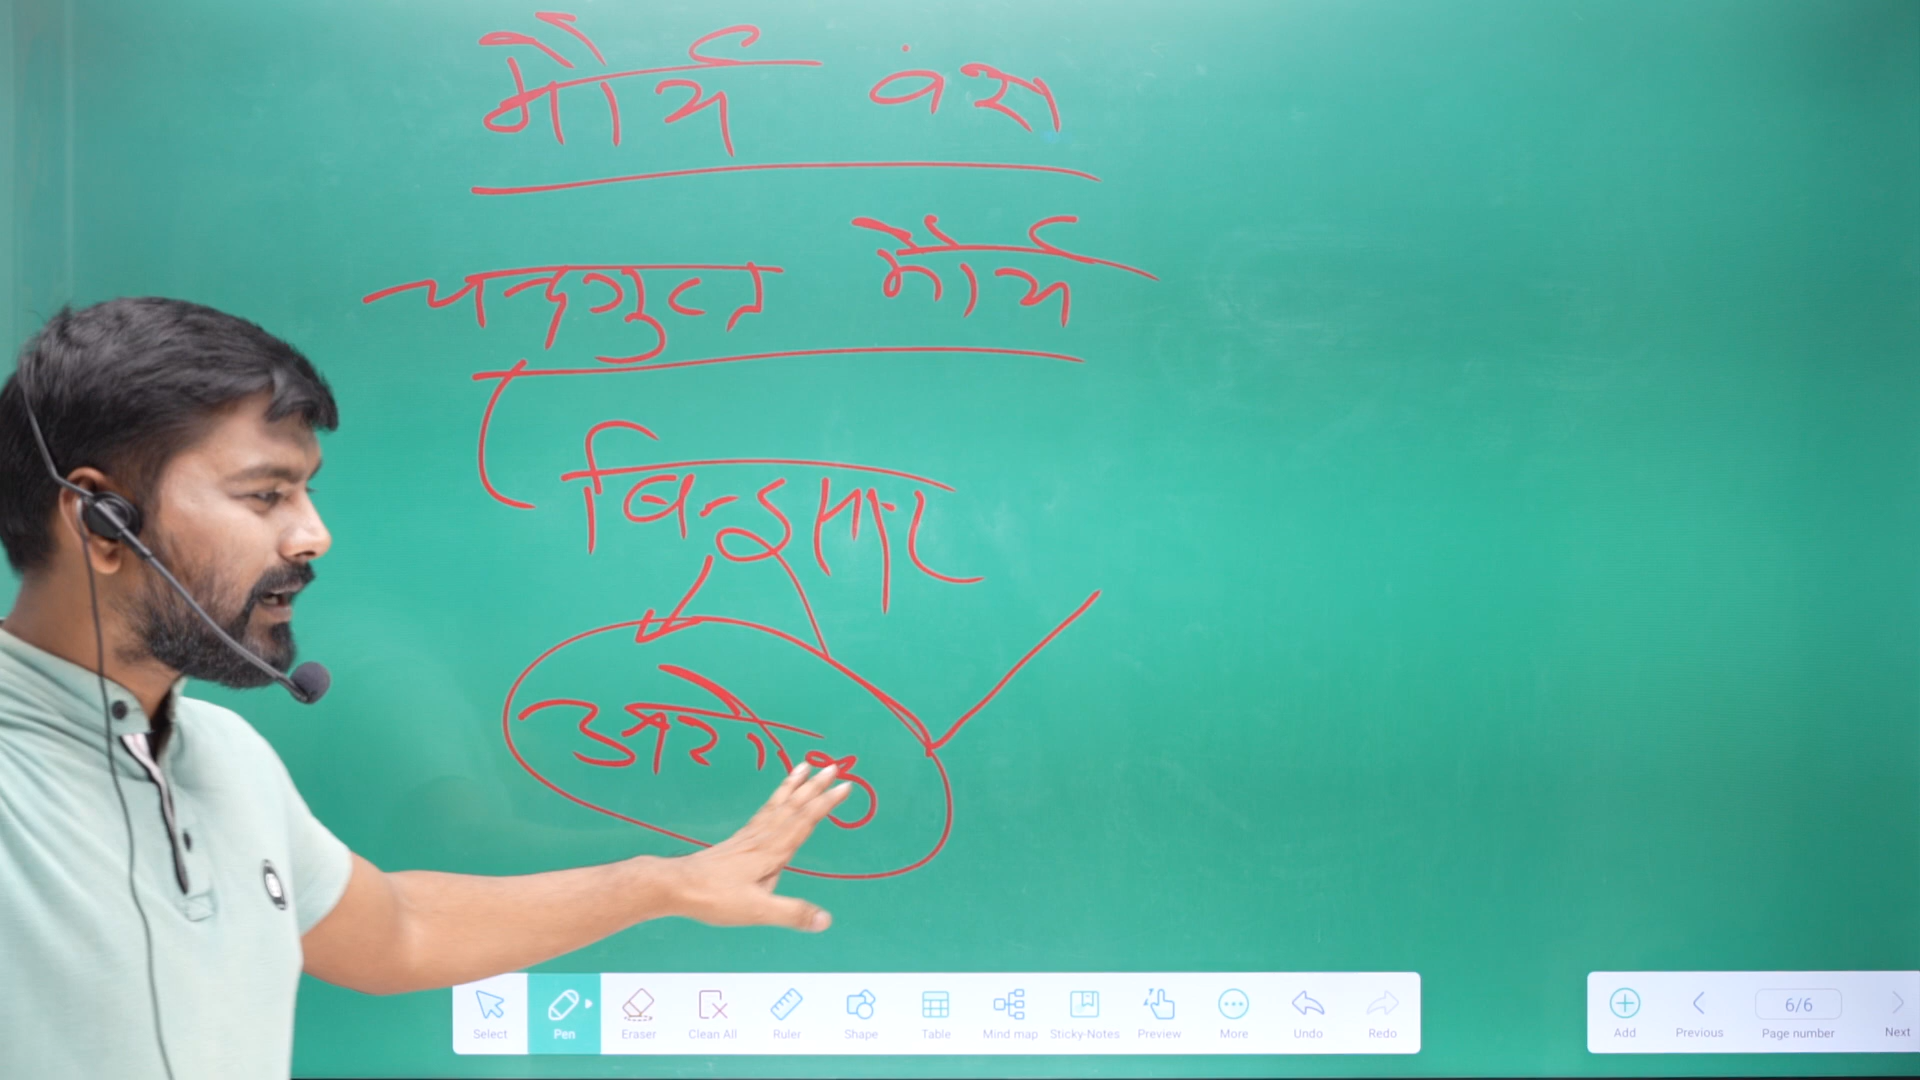 मौर्य वंश
चन्द्रगुप्त मौर्य
बिन्दुसार
अशोक
Select Pen Eraser Clean All Ruler Shape Table Mind map Sticky-Notes Preview More Undo Redo
6/6
Add Previous Page number Next